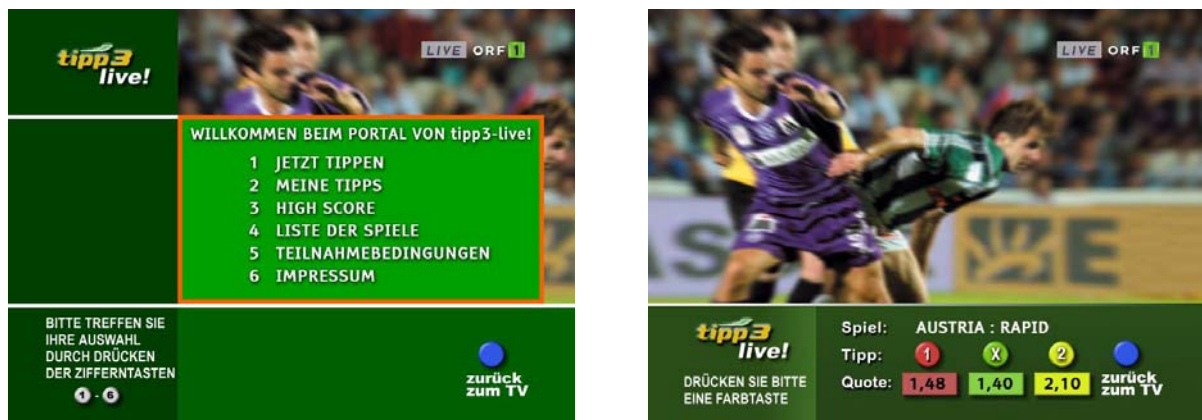 tipp3
live!
LIVE ORF 1
WILLKOMMEN BEIM PORTAL VON tipp3-live!
1 JETZT TIPPEN
2 MEINE TIPPS
3 HIGH SCORE
4 LISTE DER SPIELE
5 TEILNAHMEBEDINGUNGEN
6 IMPRESSUM
BITTE TREFFEN SIE
IHRE AUSWAHL
DURCH DRÜCKEN
DER ZIFFERNTASTEN
1 - 6
zurück
zum TV
LIVE ORF 1
tipp3
live!
DRÜCKEN SIE BITTE
EINE FARBTASTE
Spiel: AUSTRIA : RAPID
Tipp: 1 X 2
Quote: 1,48 1,40 2,10
zurück
zum TV